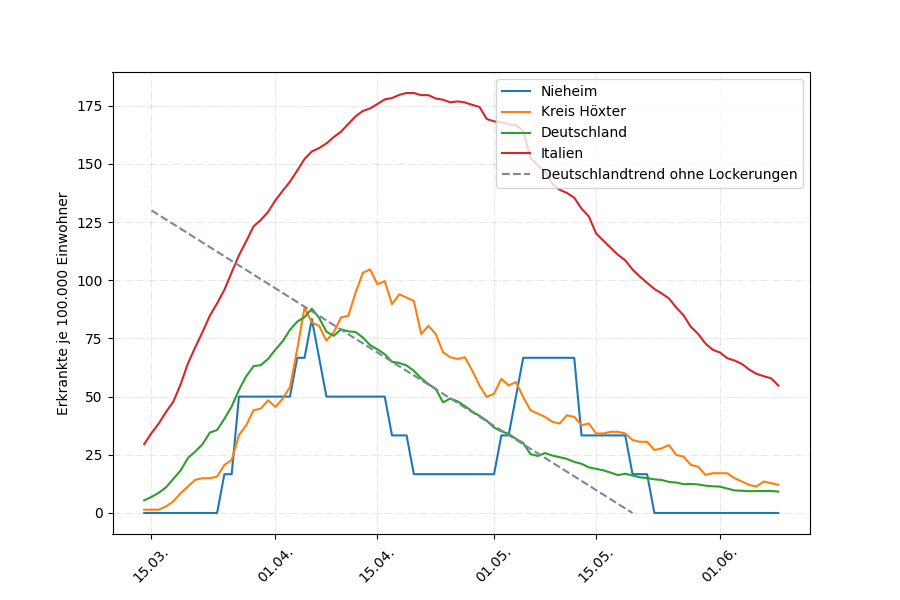 Erkrankte je 100.000 Einwohner
175
150
125
100
75
50
25
0
Nieheim
Kreis Höxter
Deutschland
Italien
Deutschlandtrend ohne Lockerungen
15.03.
01.04.
15.04.
01.05.
15.05.
01.06.